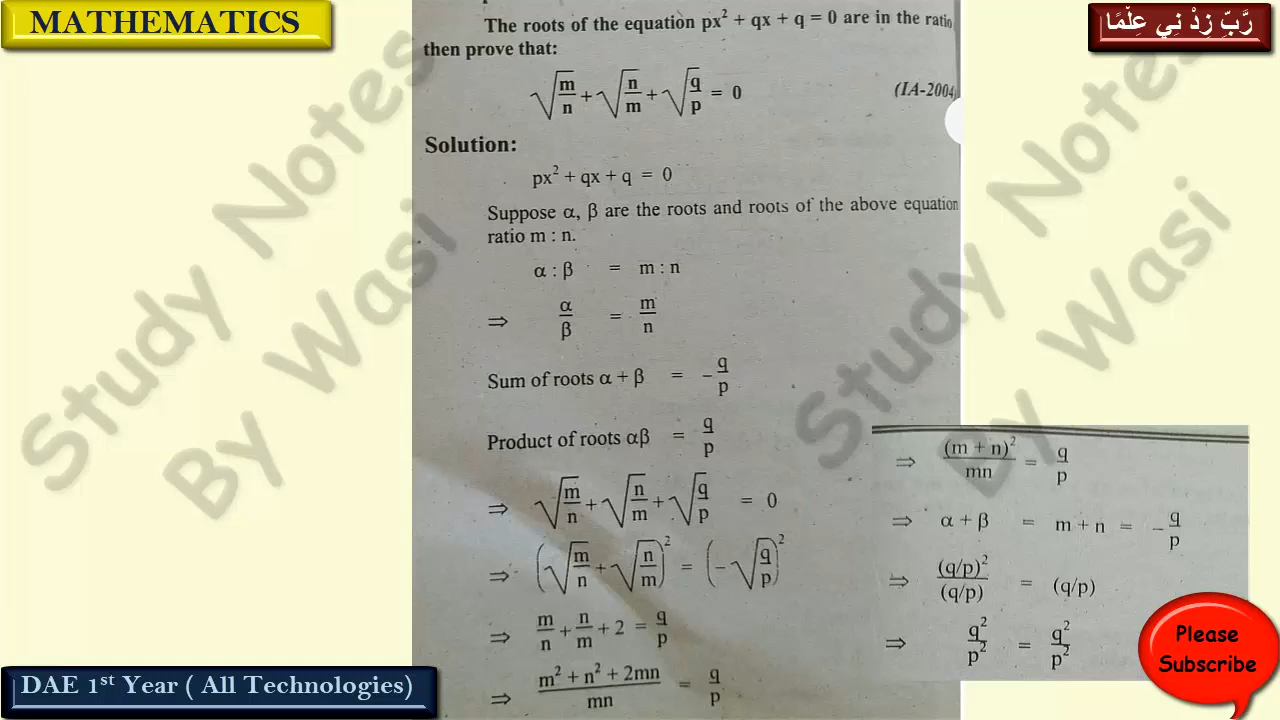 MATHEMATICS
رَّبِّ زِدْ نِي عِلْمًا
The roots of the equation px² + qx + q = 0 are in the ratio
then prove that:
√(m/n) + √(n/m) + √(q/p) = 0 (IA-2004)
Solution:
px² + qx + q = 0
Suppose α, β are the roots and roots of the above equation
ratio m : n.
α : β = m : n
⇒ α/β = m/n
Sum of roots α + β = - q/p
Product of roots αβ = q/p
⇒ √(m/n) + √(n/m) + √(q/p) = 0
⇒ (√(m/n) + √(n/m))² = (-√(q/p))²
⇒ m/n + n/m + 2 = q/p
⇒ (m² + n² + 2mn)/mn = q/p
⇒ (m + n)²/mn = q/p
⇒ α + β = m + n = - q/p
⇒ (q/p)²/(q/p) = (q/p)
⇒ q²/p² = q²/p²
Study Notes
By Wasi
Study Notes
By Wasi
DAE 1st Year ( All Technologies)
Please
Subscribe